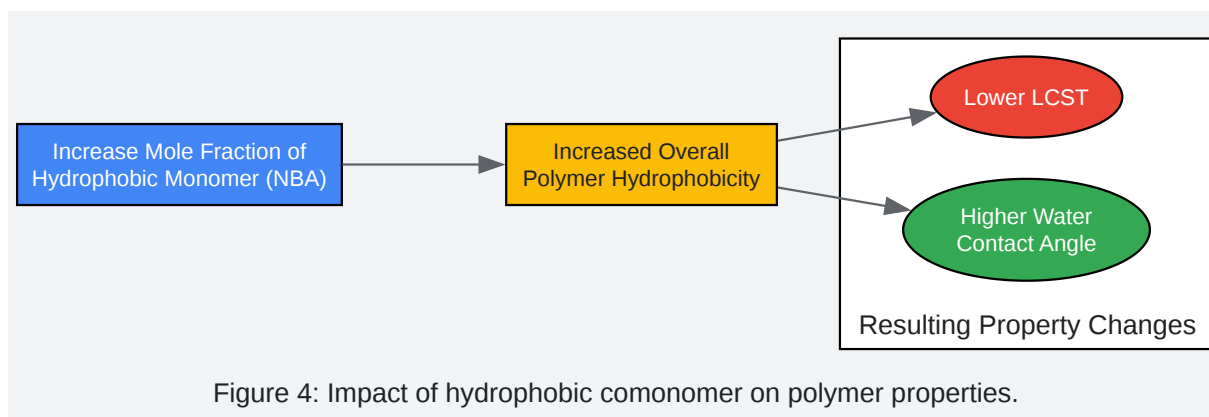 Increase Mole Fraction of
Hydrophobic Monomer (NBA)
Increased Overall
Polymer Hydrophobicity
Lower LCST
Higher Water
Contact Angle
Resulting Property Changes
Figure 4: Impact of hydrophobic comonomer on polymer properties.